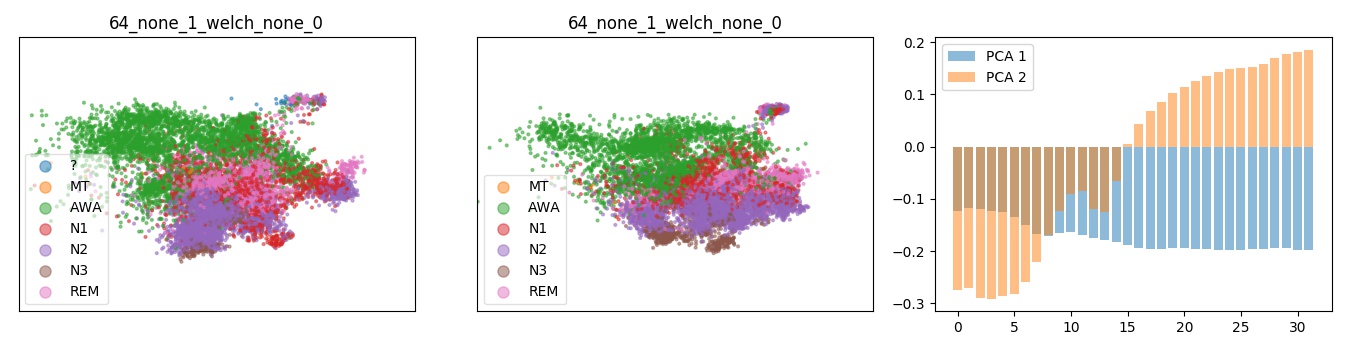 64_none_1_welch_none_0
?
MT
AWA
N1
N2
N3
REM
64_none_1_welch_none_0
MT
AWA
N1
N2
N3
REM
PCA 1
PCA 2
0.2
0.1
0.0
−0.1
−0.2
−0.3
0 5 10 15 20 25 30